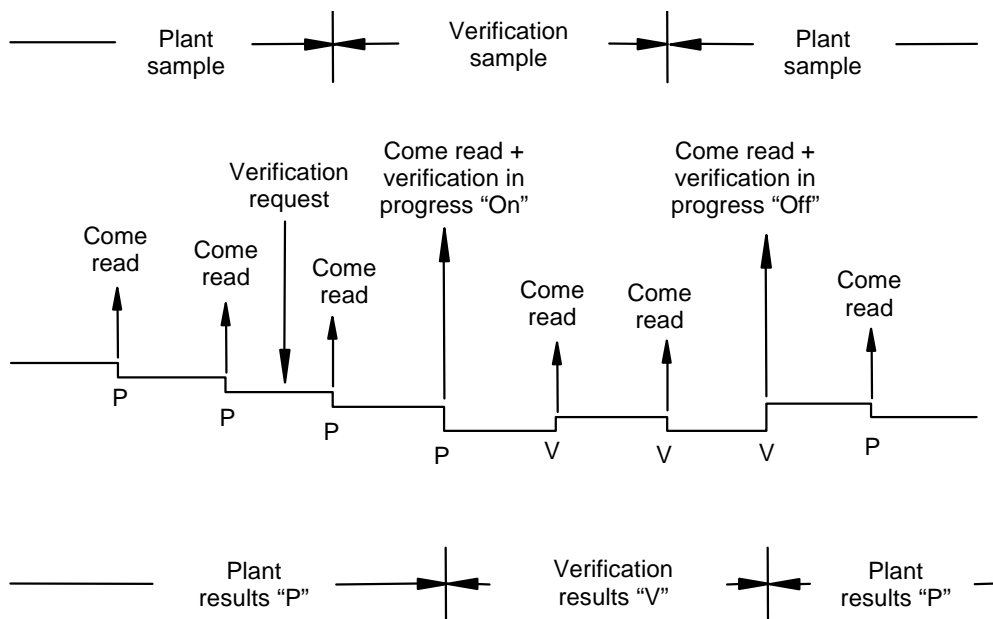 Plant
sample
Verification
sample
Plant
sample
Verification
request
Come read +
verification in
progress “On”
Come read +
verification in
progress “Off”
Come
read
Come
read
Come
read
Come
read
Come
read
Come
read
P
P
P
P
V
V
V
P
Plant
results “P”
Verification
results “V”
Plant
results “P”